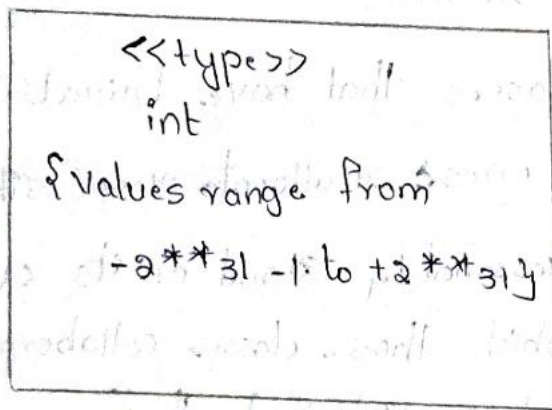 <<type>>
int
{values range from
-2**31 -1 to +2**31}